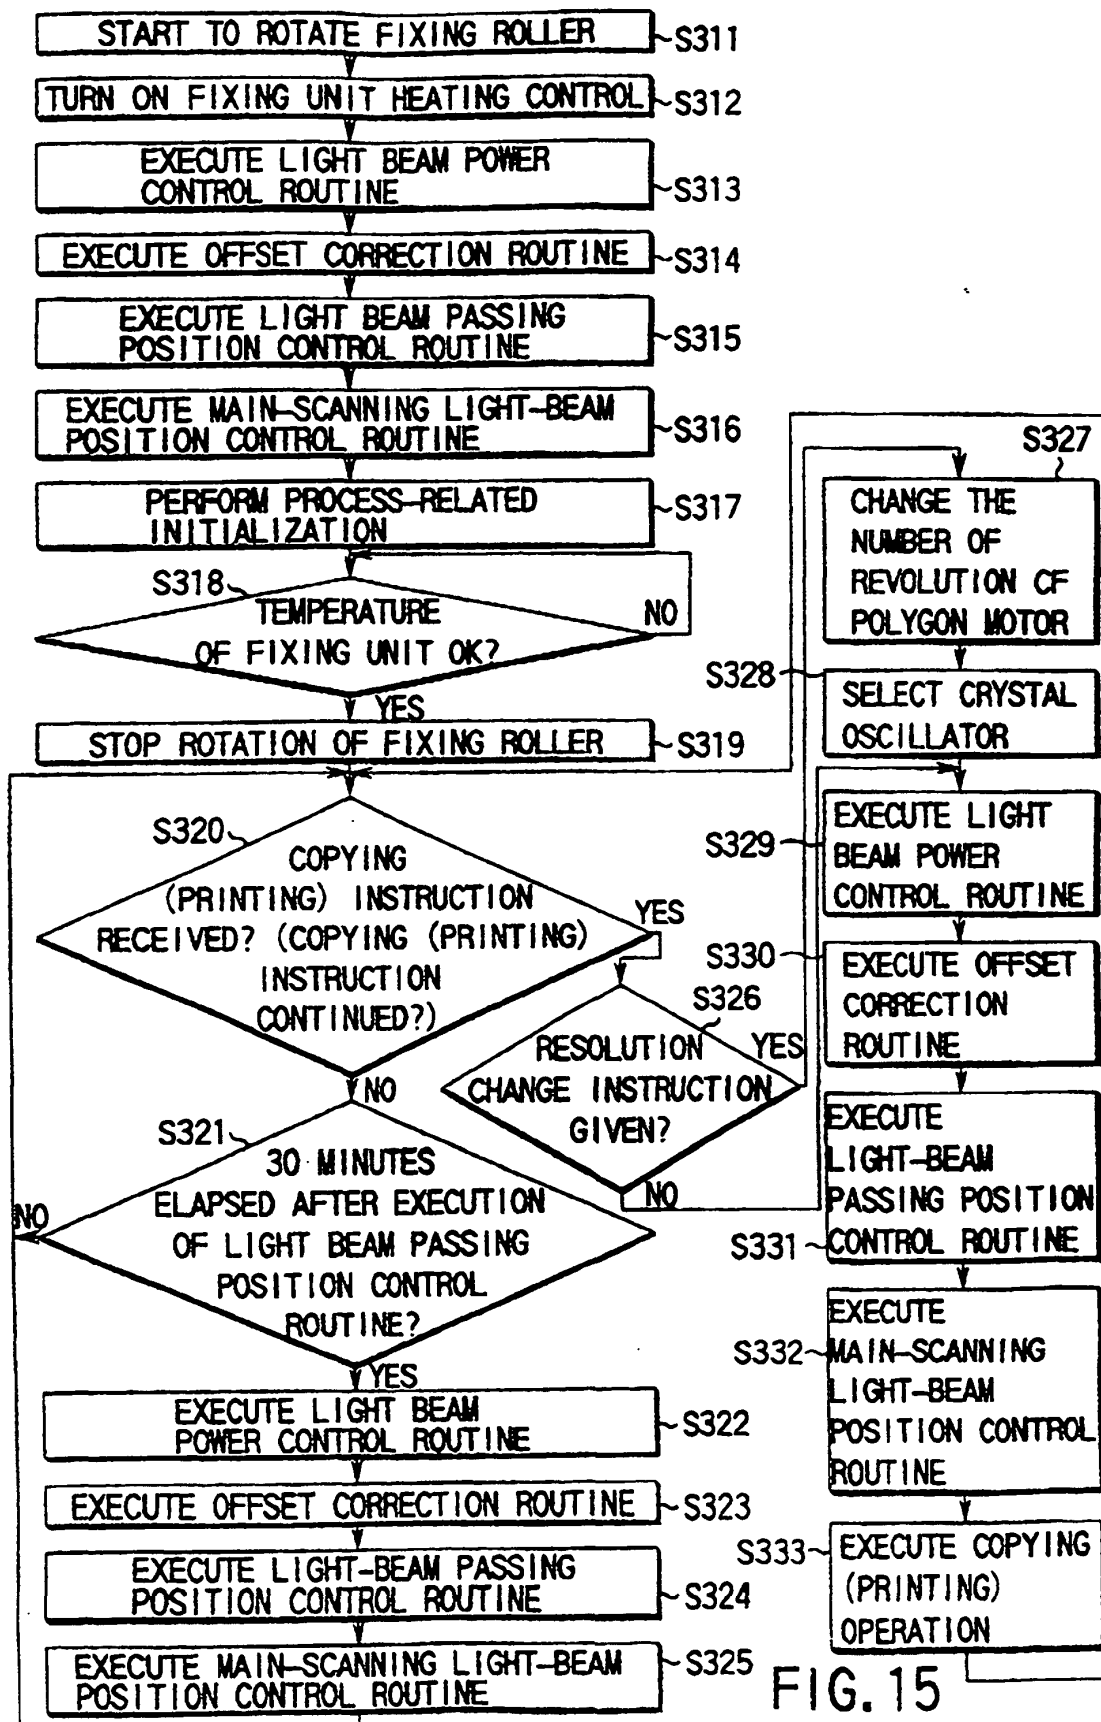 START TO ROTATE FIXING ROLLER
S311
TURN ON FIXING UNIT HEATING CONTROL
S312
EXECUTE LIGHT BEAM POWER
CONTROL ROUTINE
S313
EXECUTE OFFSET CORRECTION ROUTINE
S314
EXECUTE LIGHT BEAM PASSING
POSITION CONTROL ROUTINE
S315
EXECUTE MAIN-SCANNING LIGHT-BEAM
POSITION CONTROL ROUTINE
S316
PERFORM PROCESS-RELATED
INITIALIZATION
S317
S318
TEMPERATURE
OF FIXING UNIT OK?
NO
YES
STOP ROTATION OF FIXING ROLLER
S319
S320
COPYING
(PRINTING) INSTRUCTION
RECEIVED? (COPYING (PRINTING)
INSTRUCTION
CONTINUED?)
YES
NO
S321
30 MINUTES
ELAPSED AFTER EXECUTION
OF LIGHT BEAM PASSING
POSITION CONTROL
ROUTINE?
NO
YES
EXECUTE LIGHT BEAM
POWER CONTROL ROUTINE
S322
EXECUTE OFFSET CORRECTION ROUTINE
S323
EXECUTE LIGHT-BEAM PASSING
POSITION CONTROL ROUTINE
S324
EXECUTE MAIN-SCANNING LIGHT-BEAM
POSITION CONTROL ROUTINE
S325
S326
RESOLUTION
CHANGE INSTRUCTION
GIVEN?
YES
NO
S327
CHANGE THE
NUMBER OF
REVOLUTION CF
POLYGON MOTOR
S328
SELECT CRYSTAL
OSCILLATOR
S329
EXECUTE LIGHT
BEAM POWER
CONTROL ROUTINE
S330
EXECUTE OFFSET
CORRECTION
ROUTINE
S331
EXECUTE
LIGHT-BEAM
PASSING POSITION
CONTROL ROUTINE
S332
EXECUTE
MAIN-SCANNING
LIGHT-BEAM
POSITION CONTROL
ROUTINE
S333
EXECUTE COPYING
(PRINTING)
OPERATION
FIG. 15